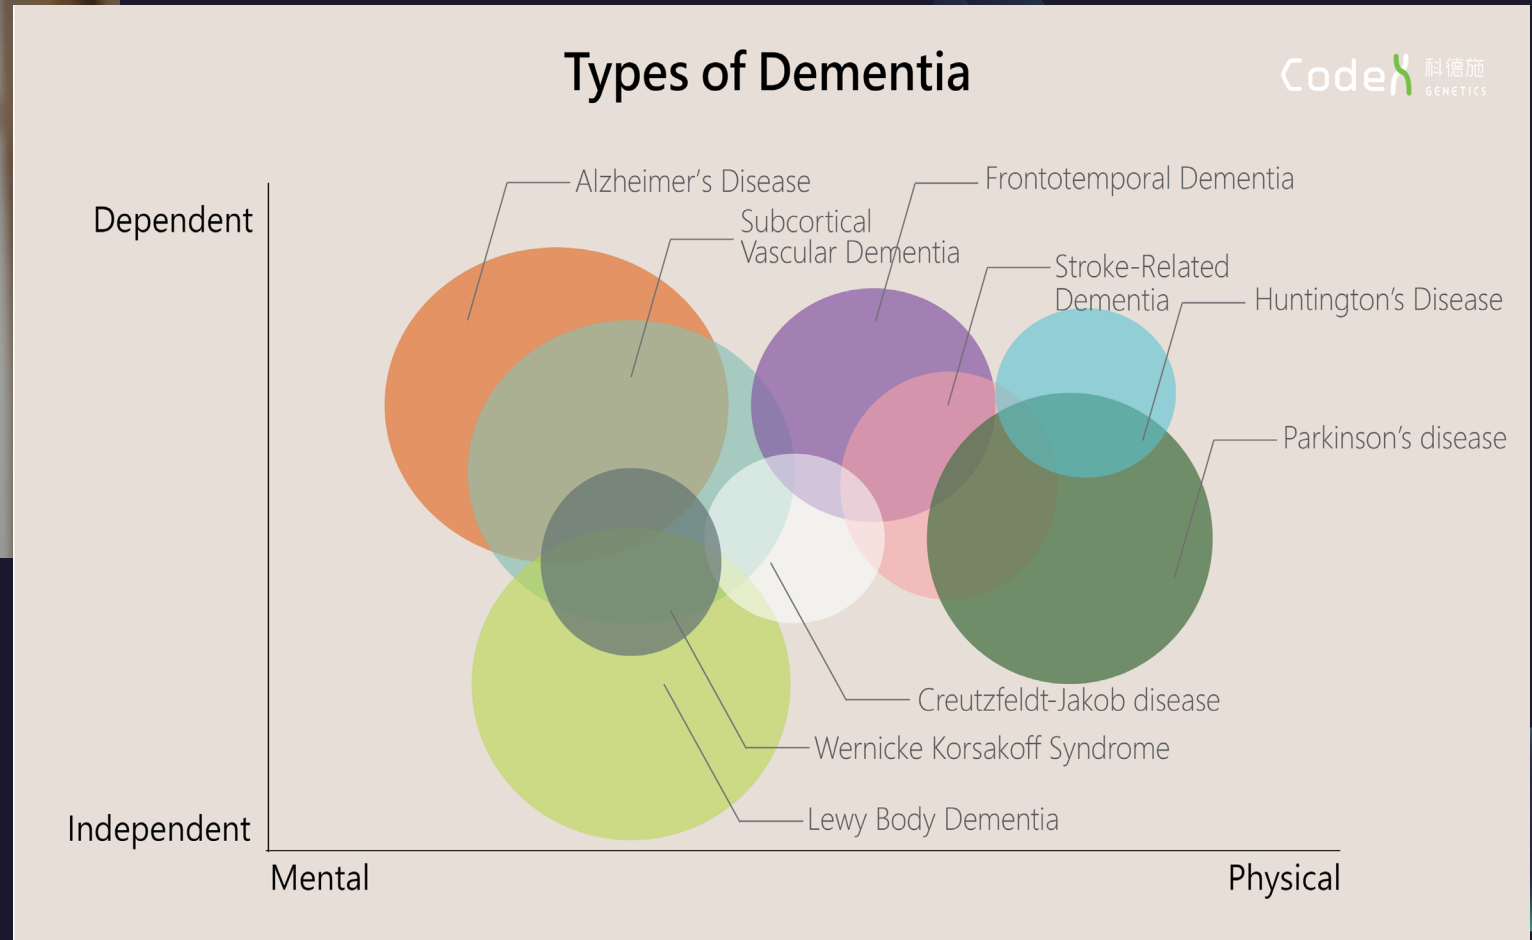 Types of Dementia
CodeX 科德施
GENETICS
Alzheimer's Disease
Frontotemporal Dementia
Dependent
Subcortical
Vascular Dementia
Stroke-Related
Dementia
Huntington's Disease
Parkinson's disease
Creutzfeldt-Jakob disease
Wernicke Korsakoff Syndrome
Lewy Body Dementia
Independent
Mental
Physical